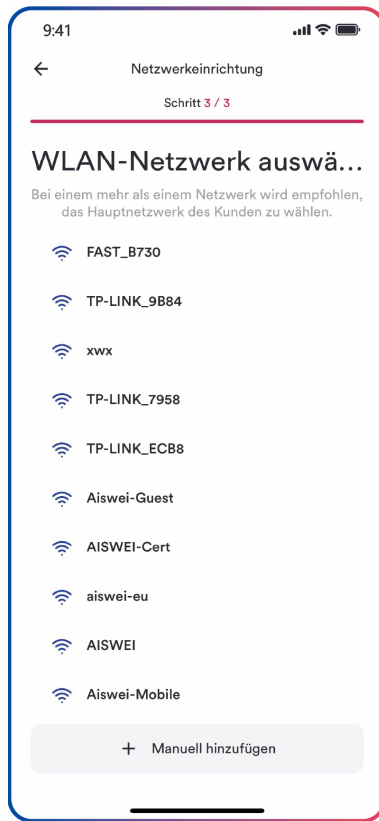 9:41
Netzwerkeinrichtung
Schritt 3 / 3
WLAN-Netzwerk auswä...
Bei einem mehr als einem Netzwerk wird empfohlen,
das Hauptnetzwerk des Kunden zu wählen.
FAST_B730
TP-LINK_9B84
xwx
TP-LINK_7958
TP-LINK_ECB8
Aiswei-Guest
AISWEI-Cert
aiswei-eu
AISWEI
Aiswei-Mobile
+ Manuell hinzufügen